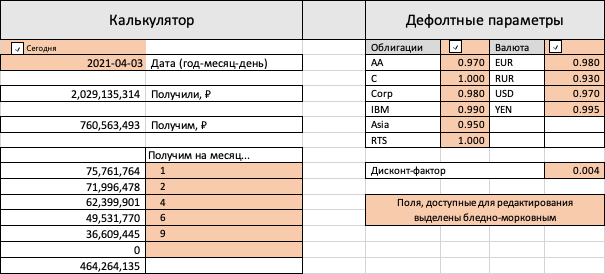 Калькулятор Дефолтные параметры
Сегодня Облигации Валюта
2021-04-03 Дата (год-месяц-день) AA 0.970 EUR 0.980
C 1.000 RUR 0.930
2,029,135,314 Получили, ₽ Corp 0.980 USD 0.970
IBM 0.990 YEN 0.995
760,563,493 Получим, ₽ Asia 0.950
RTS 1.000
Получим на месяц...
75,761,764 1 Дисконт-фактор 0.004
71,996,478 2
62,399,901 4 Поля, доступные для редактирования
49,531,770 6 выделены бледно-морковным
36,609,445 9
0
464,264,135